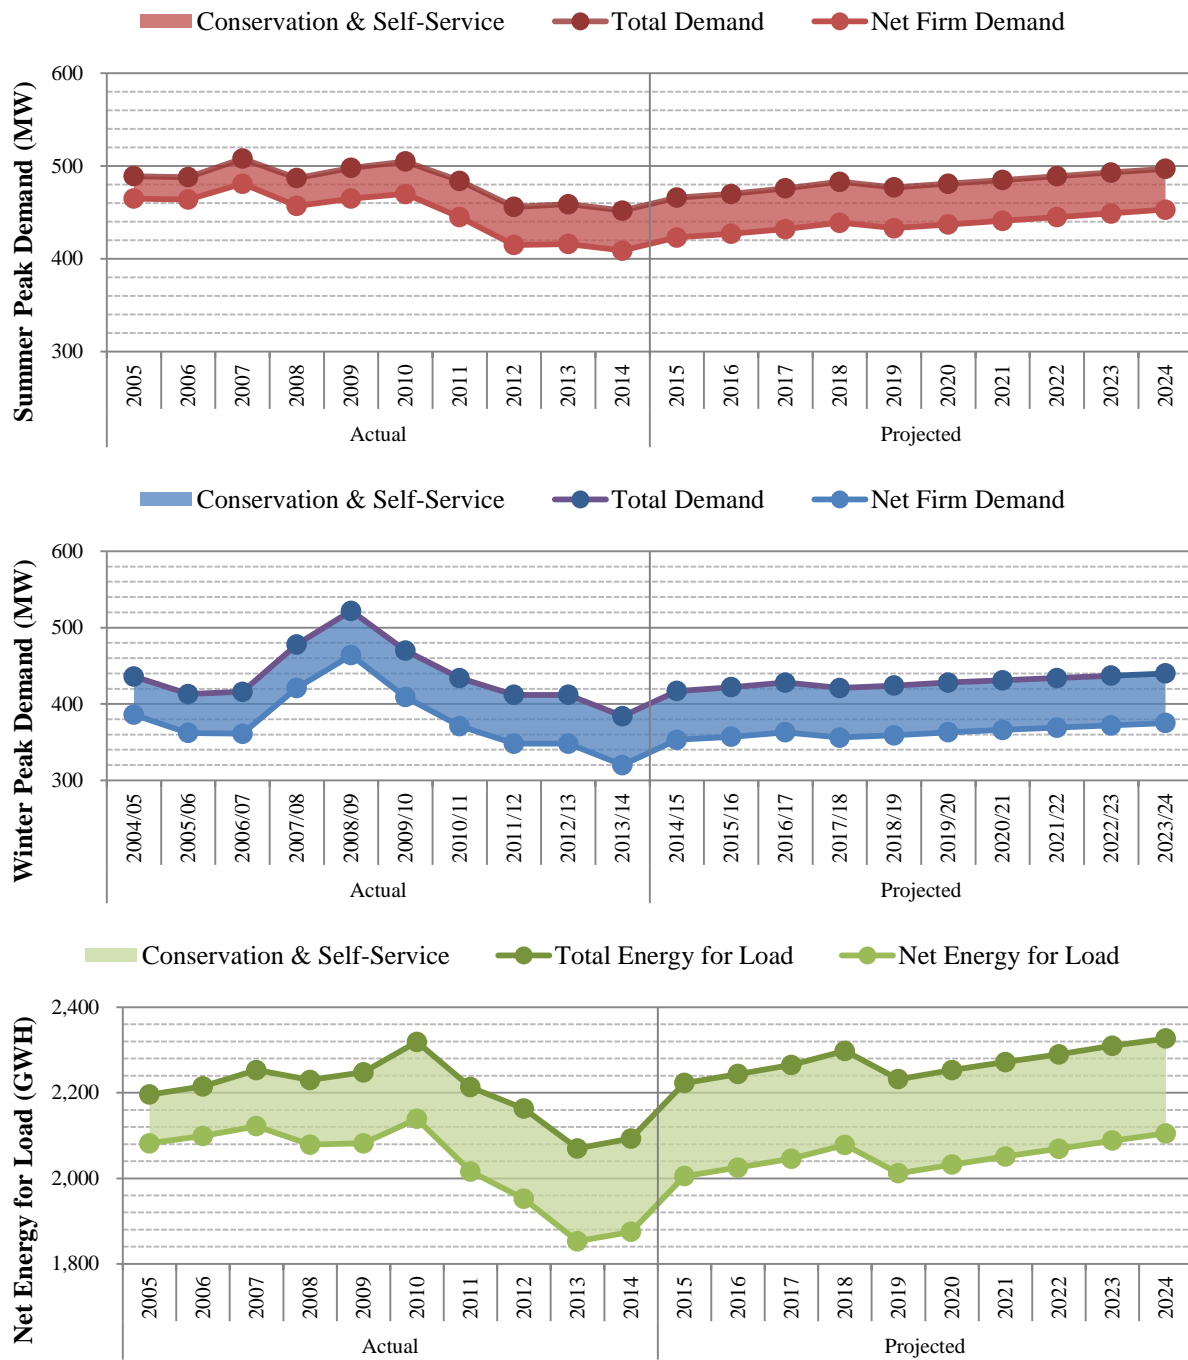 Conservation & Self-Service Total Demand Net Firm Demand
Summer Peak Demand (MW)
600
500
400
300
2005 2006 2007 2008 2009 2010 2011 2012 2013 2014 2015 2016 2017 2018 2019 2020 2021 2022 2023 2024
Actual Projected
Conservation & Self-Service Total Demand Net Firm Demand
Winter Peak Demand (MW)
600
500
400
300
2004/05 2005/06 2006/07 2007/08 2008/09 2009/10 2010/11 2011/12 2012/13 2013/14 2014/15 2015/16 2016/17 2017/18 2018/19 2019/20 2020/21 2021/22 2022/23 2023/24
Actual Projected
Conservation & Self-Service Total Energy for Load Net Energy for Load
Net Energy for Load (GWH)
2,400
2,200
2,000
1,800
2005 2006 2007 2008 2009 2010 2011 2012 2013 2014 2015 2016 2017 2018 2019 2020 2021 2022 2023 2024
Actual Projected